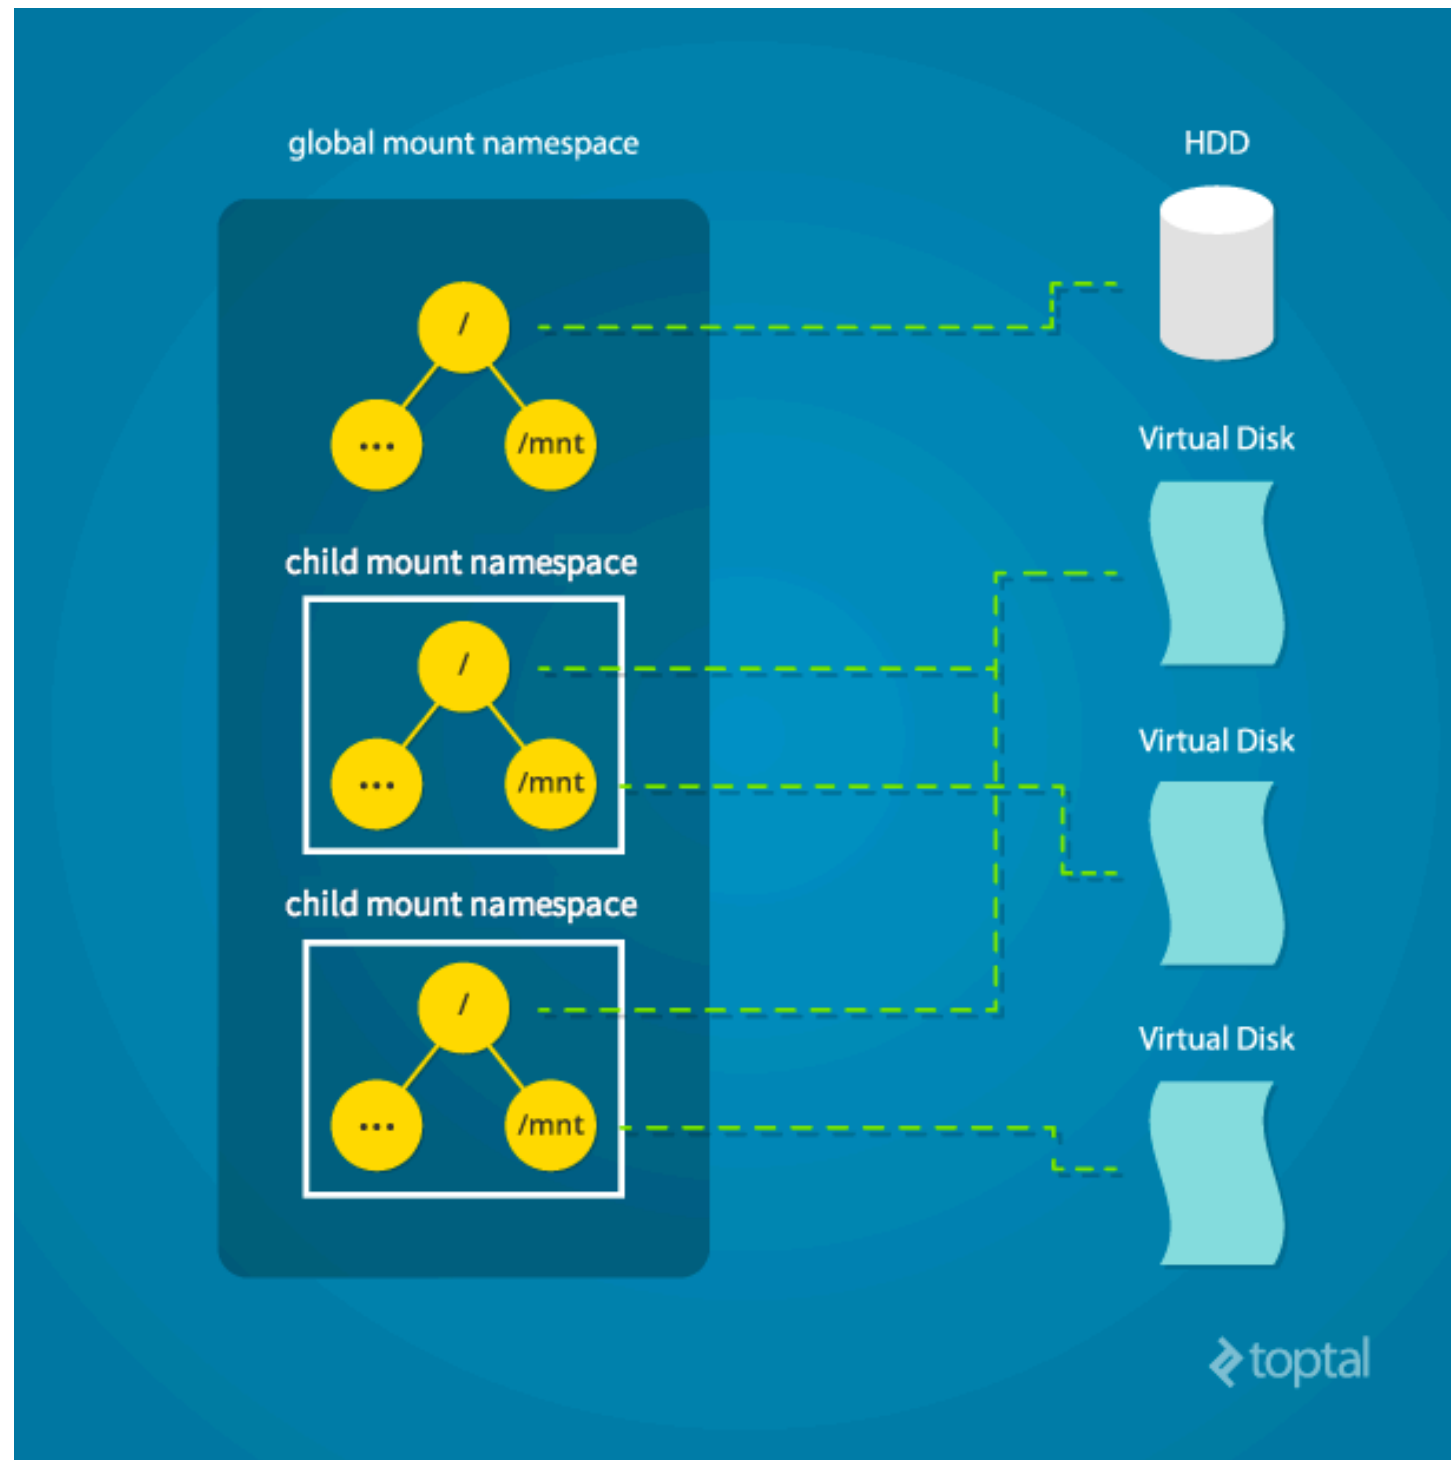 global mount namespace
HDD
/
...
/mnt
Virtual Disk
child mount namespace
/
...
/mnt
Virtual Disk
child mount namespace
/
...
/mnt
Virtual Disk
toptal